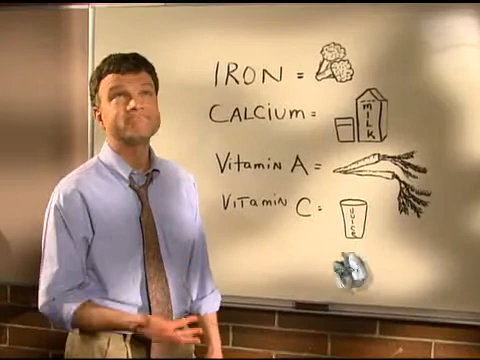 IRON =
CALCIUM =
MILK
Vitamin A =
Vitamin C =
JUICE